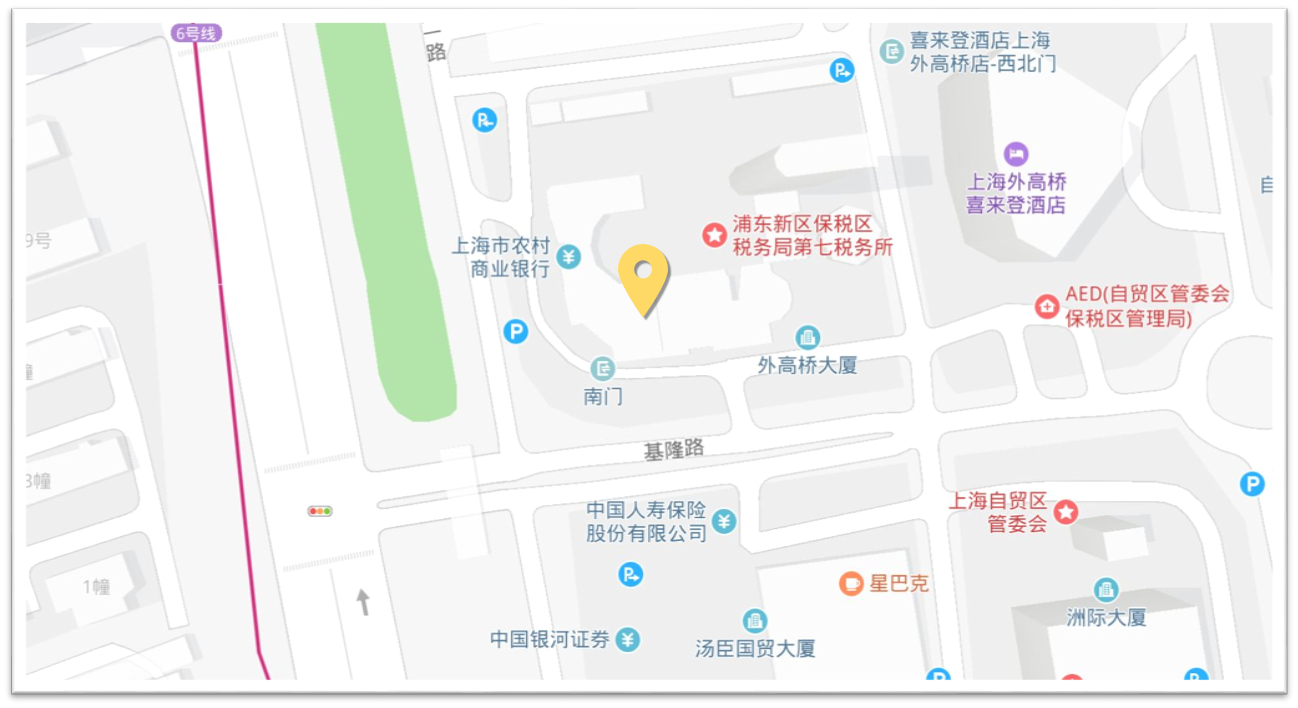 6号线
一
路
喜来登酒店上海
外高桥店-西北门
上海外高桥
喜来登酒店
自
9号
上海市农村
商业银行
浦东新区保税区
税务局第七税务所
AED(自贸区管委会
保税区管理局)
P
外高桥大厦
幢
南门
基隆路
3幢
P
中国人寿保险
股份有限公司
上海自贸区
管委会
1幢
星巴克
洲际大厦
中国银河证券
汤臣国贸大厦